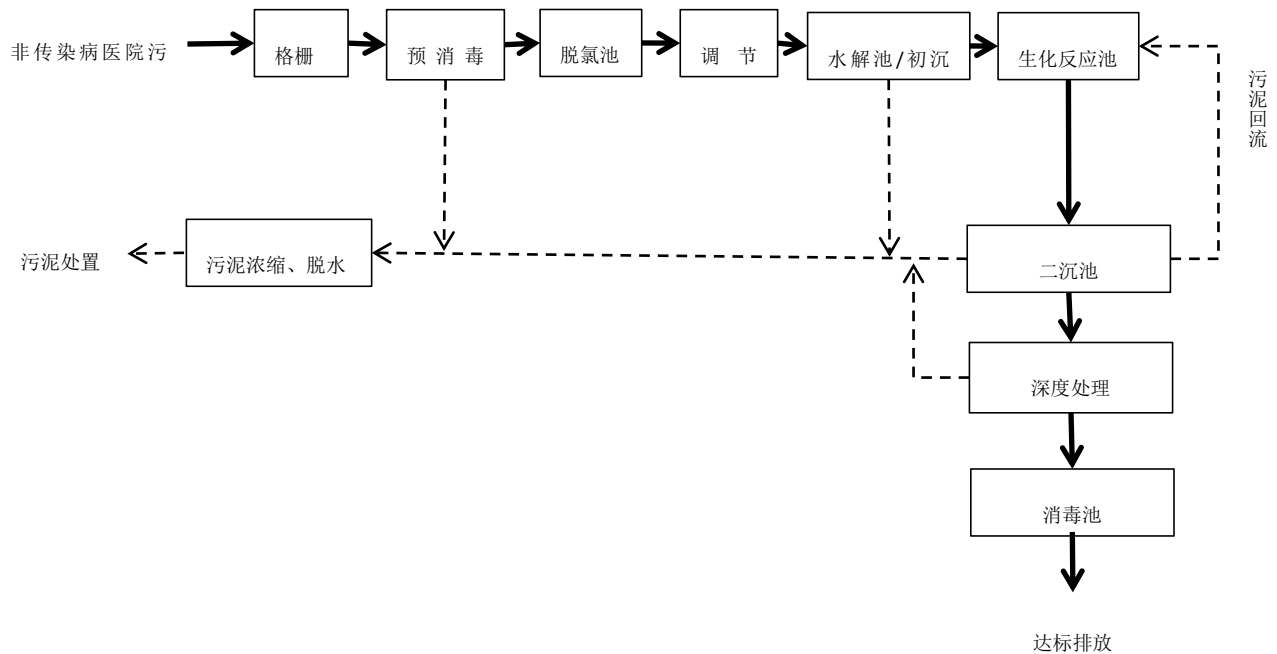 非传染病医院污
格栅
预消毒
脱氯池
调 节
水解池/初沉
生化反应池
污泥回流
污泥处置
污泥浓缩、脱水
二沉池
深度处理
消毒池
达标排放